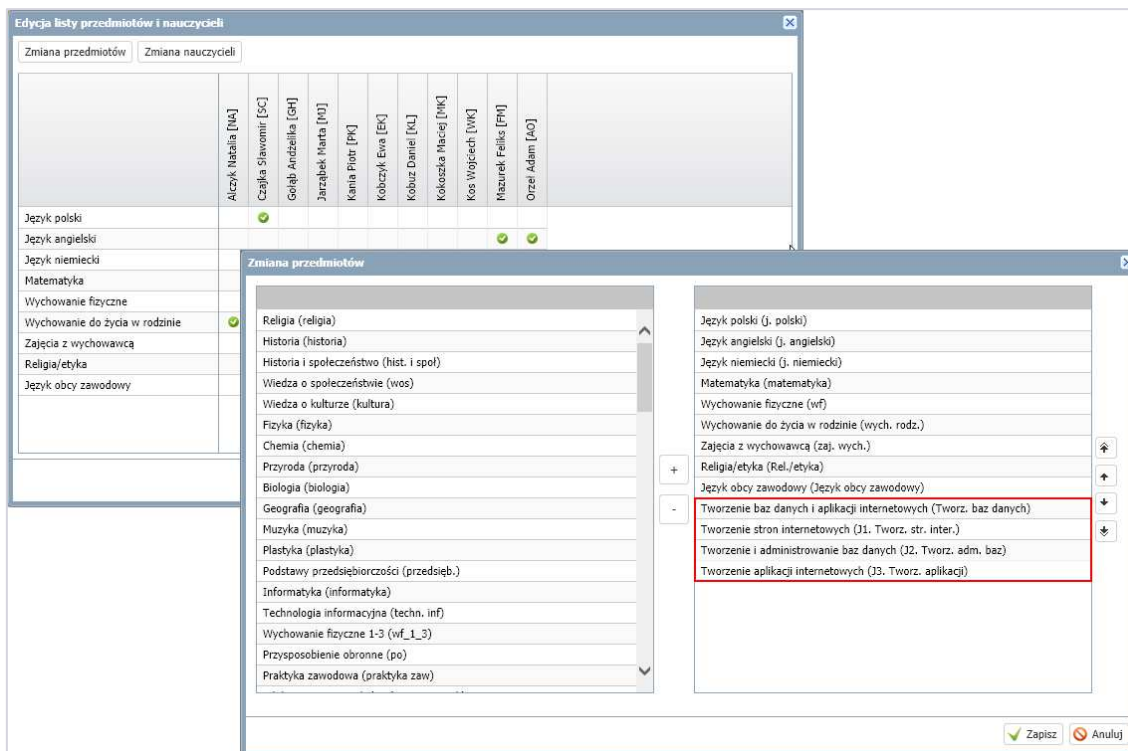 Edycja listy przedmiotów i nauczycieli
Zmiana przedmiotów
Zmiana nauczycieli
Alczyk Natalia [NA]
Czajka Sławomir [SC]
Gołąb Andżelika [GH]
Jarząbek Marta [MJ]
Kania Piotr [PK]
Kobczyk Ewa [EK]
Kobuz Daniel [KL]
Kokoszka Maciej [MK]
Kos Wojciech [WK]
Mazurek Feliks [FM]
Orzeł Adam [AO]
Język polski
Język angielski
Język niemiecki
Matematyka
Wychowanie fizyczne
Wychowanie do życia w rodzinie
Zajęcia z wychowawcą
Religia/etyka
Język obcy zawodowy
Zmiana przedmiotów
Religia (religia)
Historia (historia)
Historia i społeczeństwo (hist. i społ)
Wiedza o społeczeństwie (wos)
Wiedza o kulturze (kultura)
Fizyka (fizyka)
Chemia (chemia)
Przyroda (przyroda)
Biologia (biologia)
Geografia (geografia)
Muzyka (muzyka)
Plastyka (plastyka)
Podstawy przedsiębiorczości (przedsięb.)
Informatyka (informatyka)
Technologia informacyjna (techn. inf)
Wychowanie fizyczne 1-3 (wf_1_3)
Przysposobienie obronne (po)
Praktyka zawodowa (praktyka zaw)
+
-
Język polski (j. polski)
Język angielski (j. angielski)
Język niemiecki (j. niemiecki)
Matematyka (matematyka)
Wychowanie fizyczne (wf)
Wychowanie do życia w rodzinie (wych. rodz.)
Zajęcia z wychowawcą (zaj. wych.)
Religia/etyka (Rel./etyka)
Język obcy zawodowy (Język obcy zawodowy)
Tworzenie baz danych i aplikacji internetowych (Tworz. baz danych)
Tworzenie stron internetowych (J1. Tworz. str. inter.)
Tworzenie i administrowanie baz danych (J2. Tworz. adm. baz)
Tworzenie aplikacji internetowych (J3. Tworz. aplikacji)
Zapisz
Anuluj